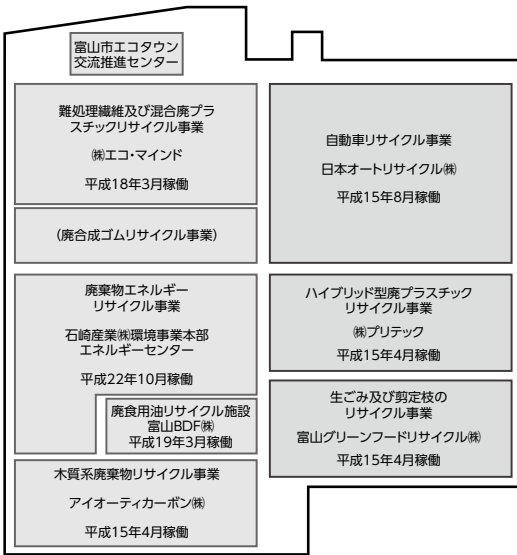 富山市エコタウン
交流推進センター
難処理繊維及び混合廃プラ
スチックリサイクル事業
㈱エコ・マインド
平成18年3月稼働
(廃合成ゴムリサイクル事業)
廃棄物エネルギー
リサイクル事業
石崎産業㈱環境事業本部
エネルギーセンター
平成22年10月稼働
廃食用油リサイクル施設
富山BDF㈱
平成19年3月稼働
木質系廃棄物リサイクル事業
アイオーティカーボン㈱
平成15年4月稼働
自動車リサイクル事業
日本オートリサイクル㈱
平成15年8月稼働
ハイブリッド型廃プラスチック
リサイクル事業
㈱プリテック
平成15年4月稼働
生ごみ及び剪定枝の
リサイクル事業
富山グリーンフードリサイクル㈱
平成15年4月稼働